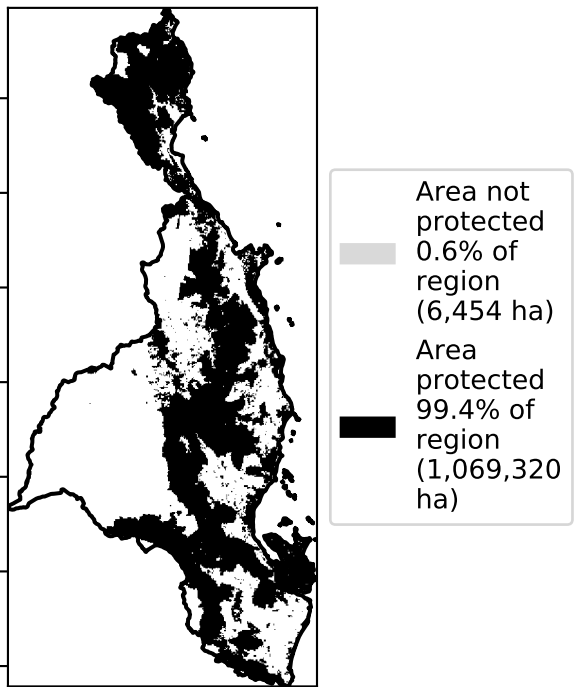 Area not
protected
0.6% of
region
(6,454 ha)
Area
protected
99.4% of
region
(1,069,320
ha)